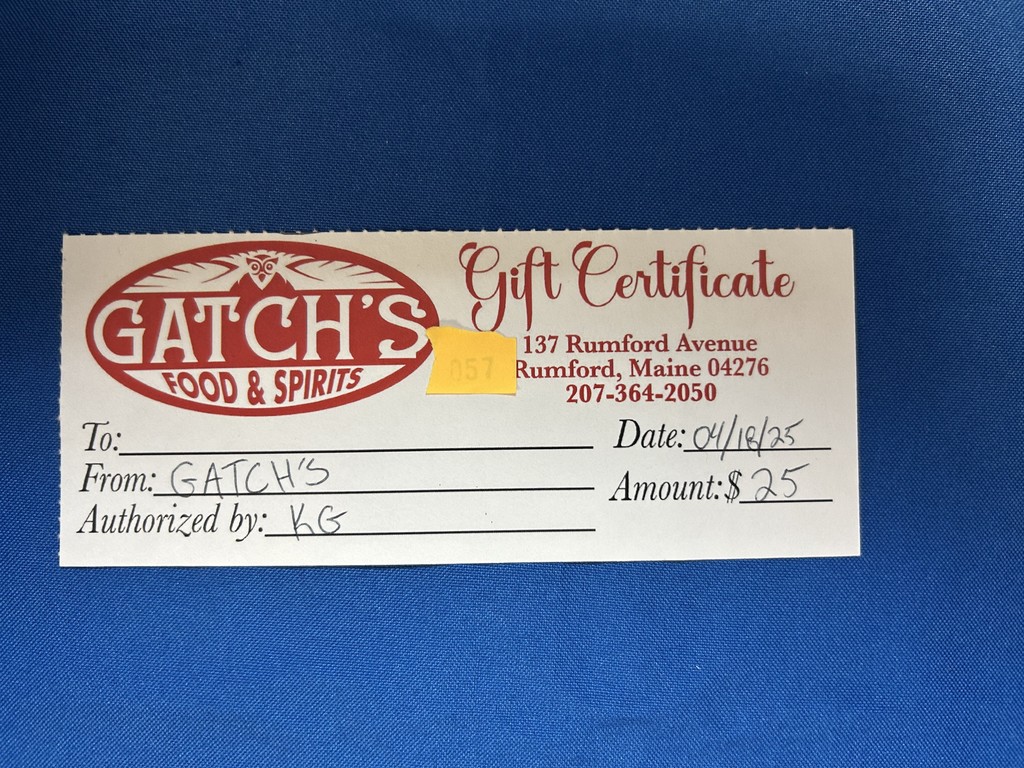 GATCH'S
FOOD & SPIRITS
Gift Certificate
137 Rumford Avenue
Rumford, Maine 04276
207-364-2050
057
To:
Date: 04/18/25
From: GATCH'S
Amount: $ 25
Authorized by: KG